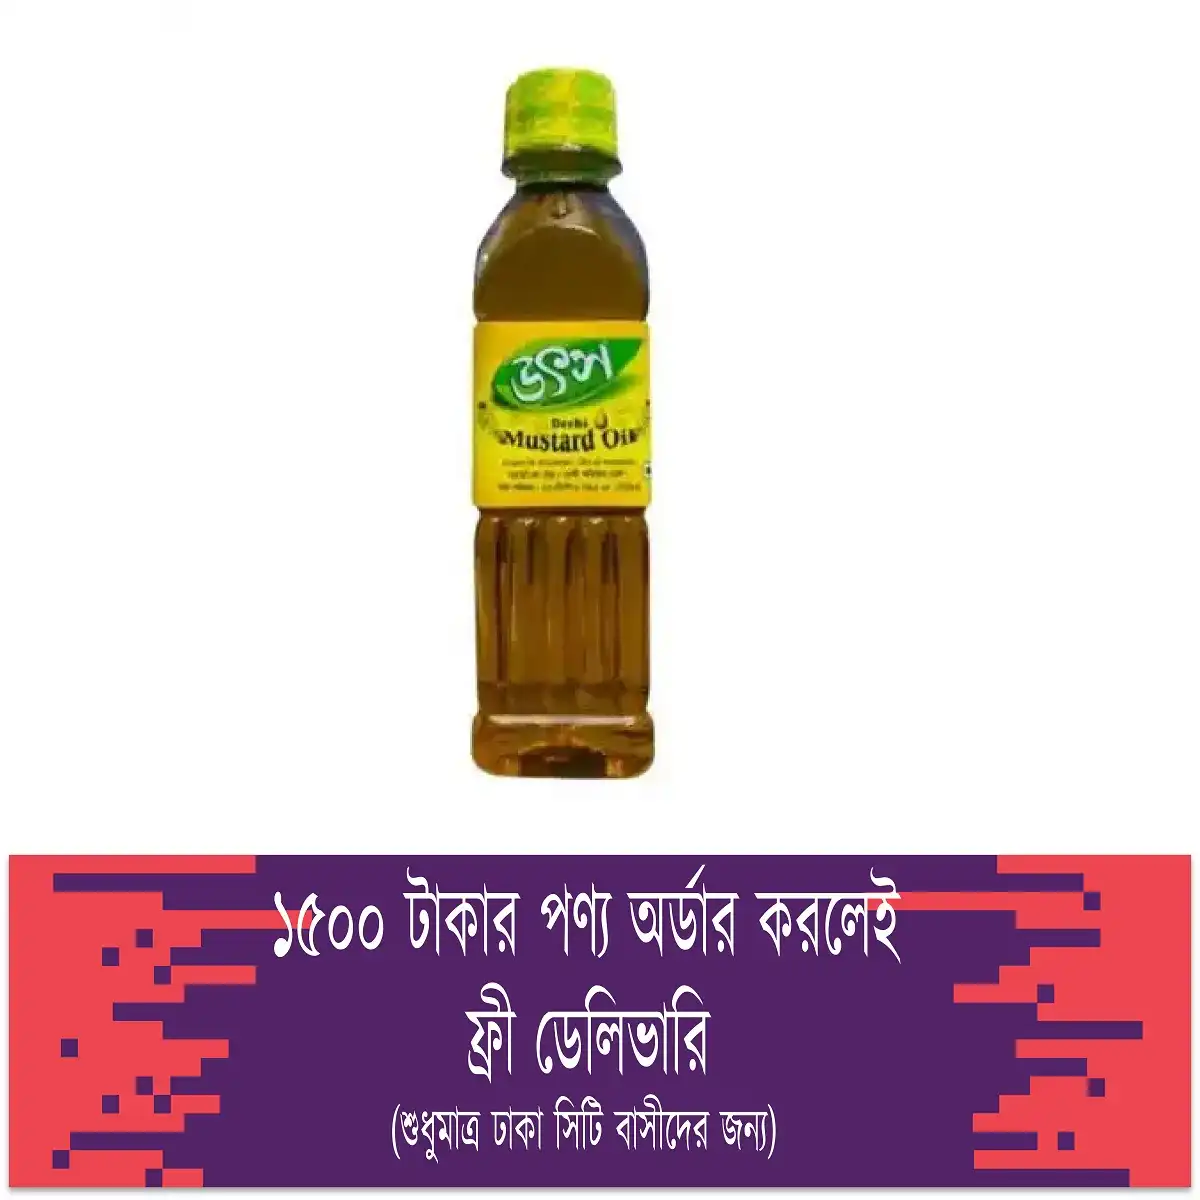 উৎস
Deshi
Mustard Oil
১৫০০ টাকার পণ্য অর্ডার করলেই
ফ্রী ডেলিভারি
(শুধুমাত্র ঢাকা সিটি বাসীদের জন্য)